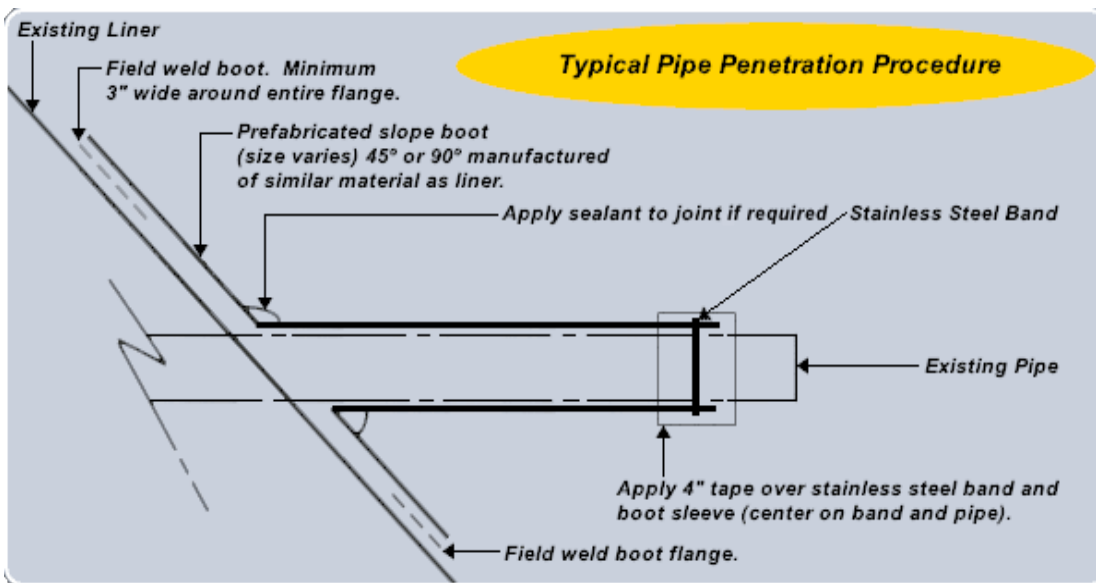 Existing Liner
Typical Pipe Penetration Procedure
Field weld boot. Minimum
3" wide around entire flange.
Prefabricated slope boot
(size varies) 45° or 90° manufactured
of similar material as liner.
Apply sealant to joint if required
Stainless Steel Band
Existing Pipe
Apply 4" tape over stainless steel band and
boot sleeve (center on band and pipe).
Field weld boot flange.